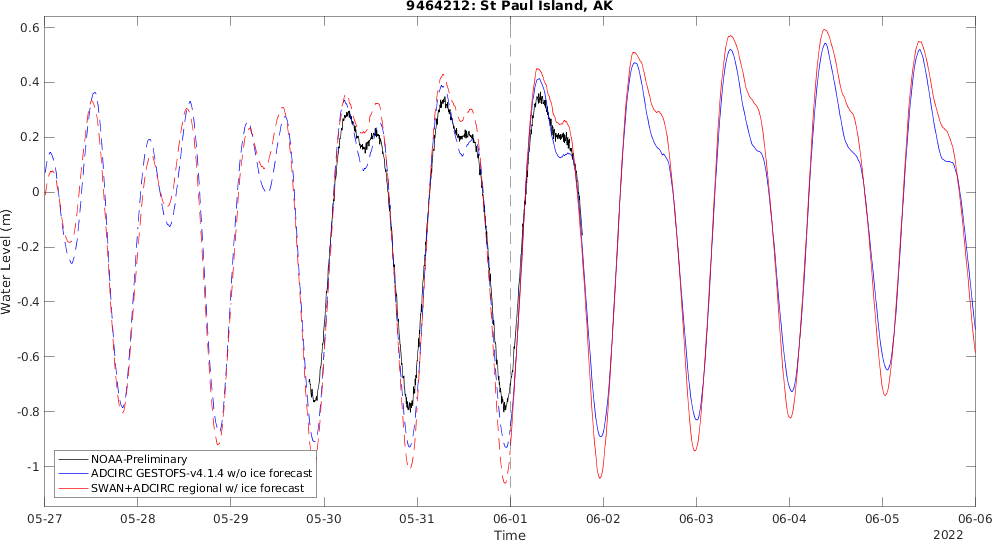 9464212: St Paul Island, AK
Water Level (m)
0.6
0.4
0.2
0
-0.2
-0.4
-0.6
-0.8
-1
NOAA-Preliminary
ADCIRC GESTOFS-v4.1.4 w/o ice forecast
SWAN+ADCIRC regional w/ ice forecast
05-27 05-28 05-29 05-30 05-31 06-01 06-02 06-03 06-04 06-05 06-06
Time
2022